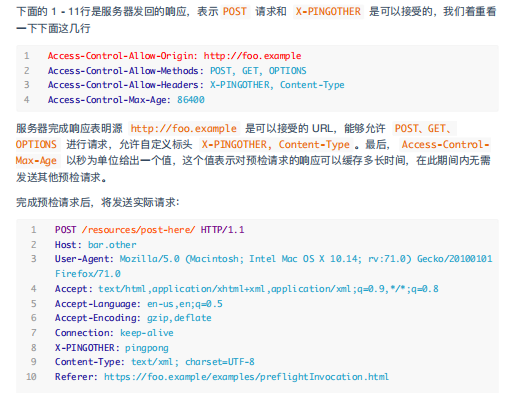 下面的 1 - 11行是服务器发回的响应，表示 POST 请求和 X-PINGOTHER 是可以接受的，我们着重看
一下下面这几行
1 Access-Control-Allow-Origin: http://foo.example
2 Access-Control-Allow-Methods: POST, GET, OPTIONS
3 Access-Control-Allow-Headers: X-PINGOTHER, Content-Type
4 Access-Control-Max-Age: 86400
服务器完成响应表明源 http://foo.example 是可以接受的 URL，能够允许 POST、GET、
OPTIONS 进行请求，允许自定义标头 X-PINGOTHER, Content-Type 。最后， Access-Control-
Max-Age 以秒为单位给出一个值，这个值表示对预检请求的响应可以缓存多长时间，在此期间内无需
发送其他预检请求。
完成预检请求后，将发送实际请求：
1 POST /resources/post-here/ HTTP/1.1
2 Host: bar.other
3 User-Agent: Mozilla/5.0 (Macintosh; Intel Mac OS X 10.14; rv:71.0) Gecko/20100101
Firefox/71.0
4 Accept: text/html,application/xhtml+xml,application/xml;q=0.9,*/*;q=0.8
5 Accept-Language: en-us,en;q=0.5
6 Accept-Encoding: gzip,deflate
7 Connection: keep-alive
8 X-PINGOTHER: pingpong
9 Content-Type: text/xml; charset=UTF-8
10 Referer: https://foo.example/examples/preflightInvocation.html